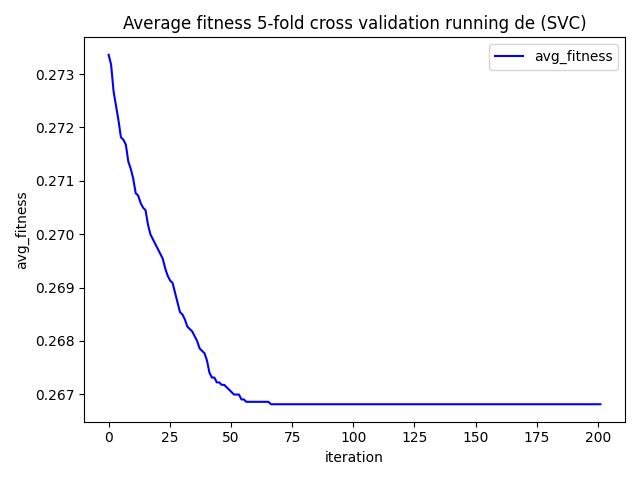 Average fitness 5-fold cross validation running de (SVC)
avg_fitness
0.273
0.272
0.271
0.270
0.269
0.268
0.267
avg_fitness
0 25 50 75 100 125 150 175 200
iteration